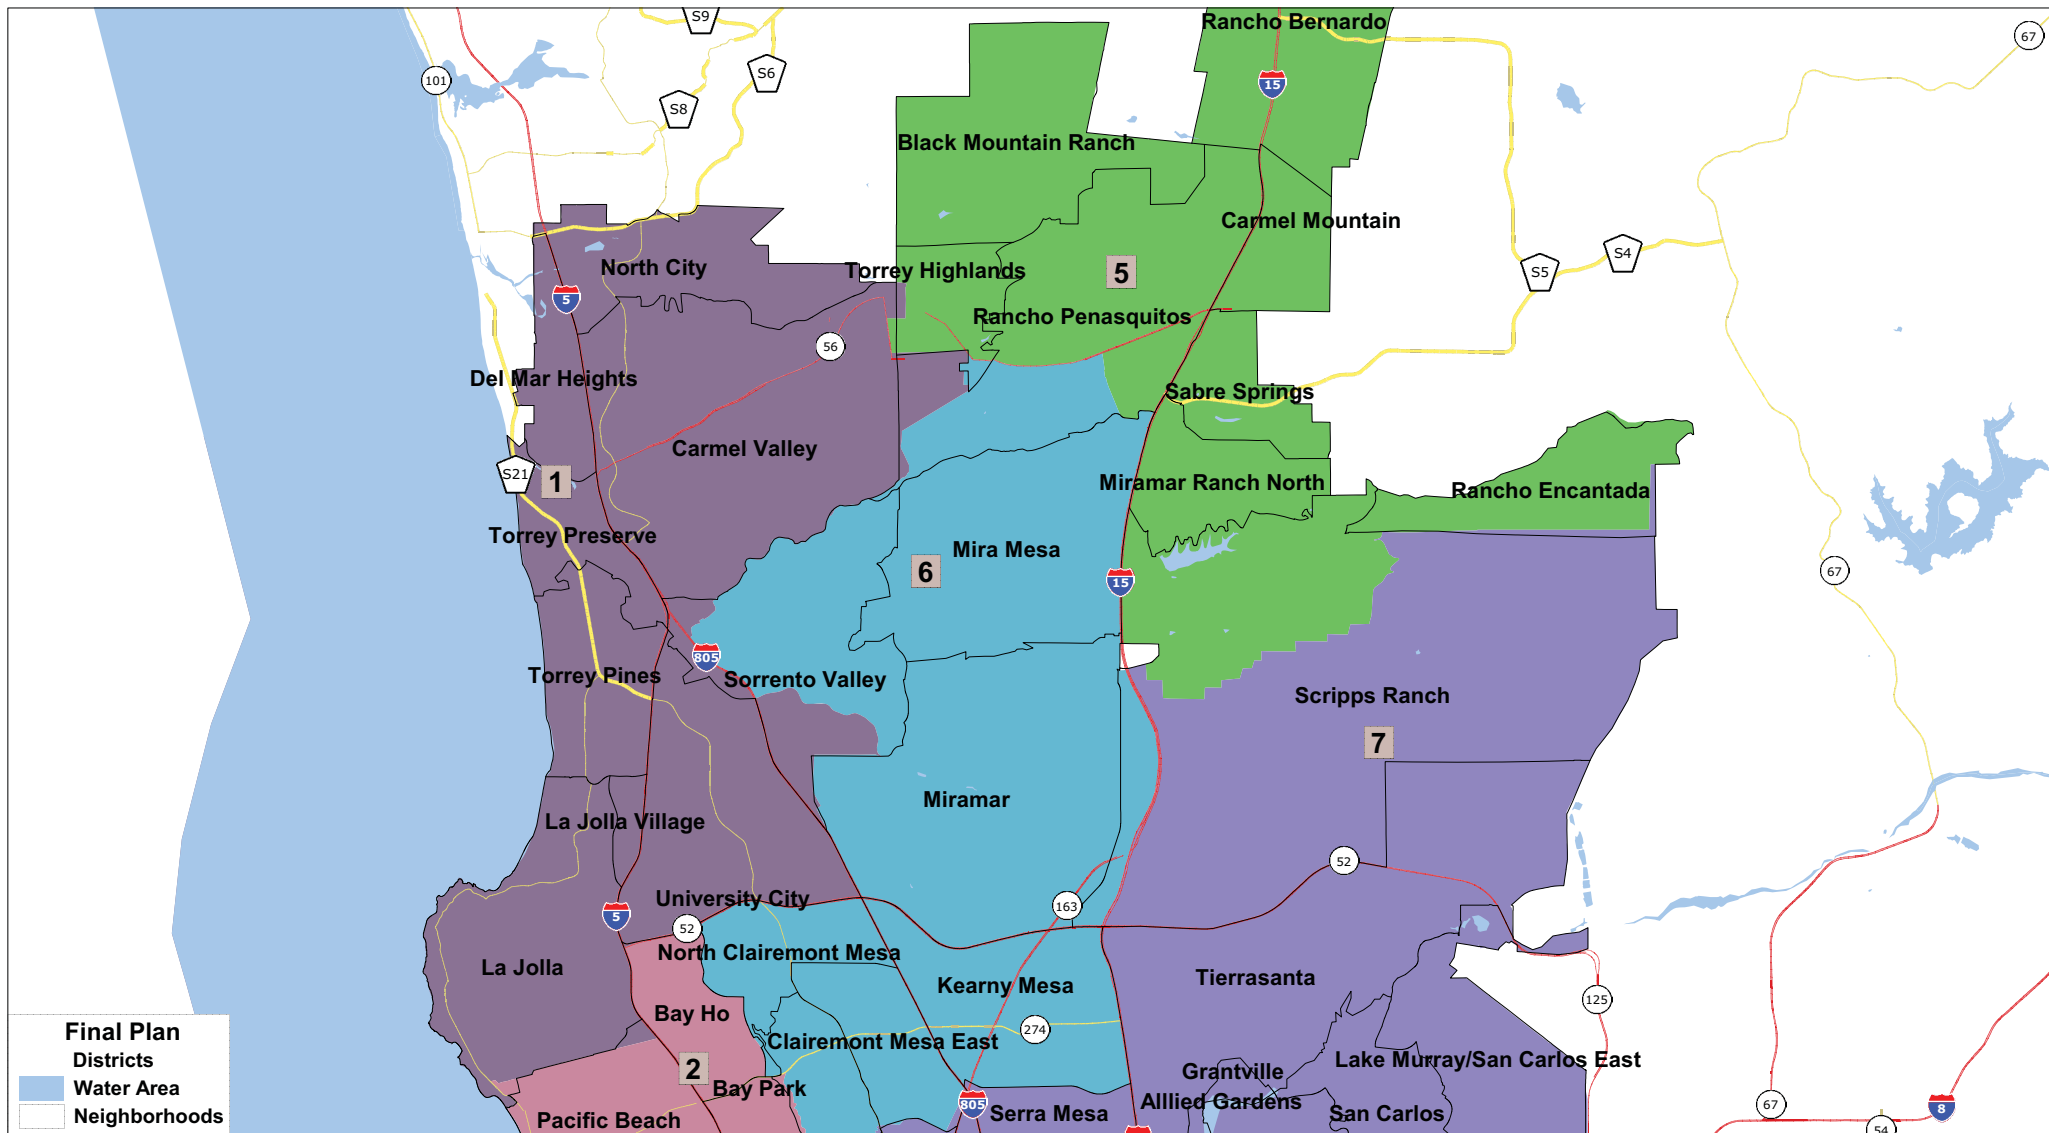 S9
Rancho Bernardo
67
101
S6
15
S8
Black Mountain Ranch
Carmel Mountain
North City
Torrey Highlands
5
S5
S4
5
Rancho Penasquitos
56
Del Mar Heights
Sabre Springs
Carmel Valley
S21
1
Miramar Ranch North
Rancho Encantada
Torrey Preserve
Mira Mesa
6
15
67
805
Torrey Pines
Sorrento Valley
Scripps Ranch
7
Miramar
La Jolla Village
52
University City
163
5
52
North Clairemont Mesa
La Jolla
Kearny Mesa
Tierrasanta
125
Bay Ho
274
Clairemont Mesa East
Lake Murray/San Carlos East
Grantville
2
Bay Park
805
Serra Mesa
Alllied Gardens
San Carlos
67
8
Pacific Beach
54
Final Plan
Districts
Water Area
Neighborhoods